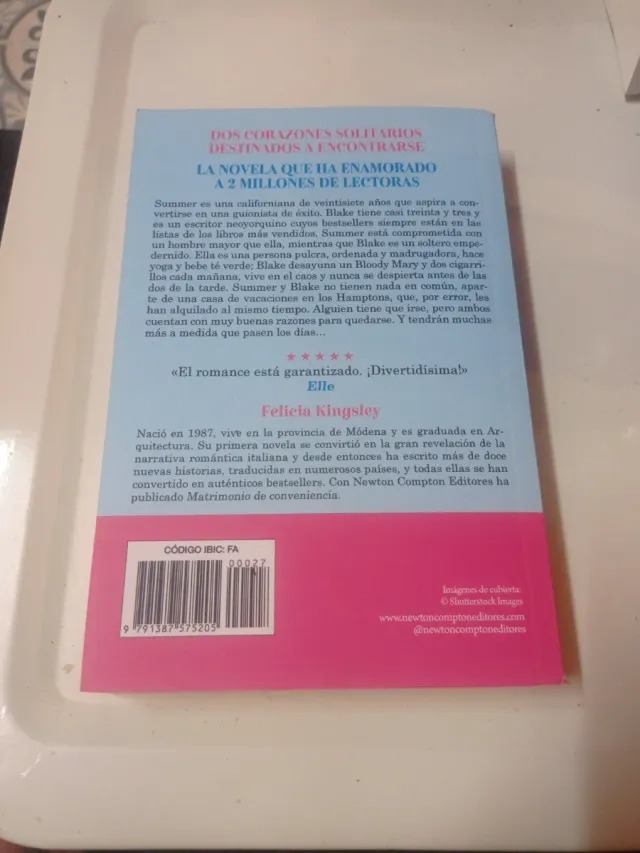 DOS CORAZONES SOLITARIOS
DESTINADOS A ENCONTRARSE
LA NOVELA QUE HA ENAMORADO
A 2 MILLONES DE LECTORAS
Summer es una californiana de veintisiete años que aspira a con-
vertirse en una guionista de éxito. Blake tiene casi treinta y tres y
es un escritor neoyorquino cuyos bestsellers siempre están en las
listas de los libros más vendidos. Summer está comprometida con
un hombre mayor que ella, mientras que Blake es un soltero empe-
dernido. Ella es una persona pulcra, ordenada y madrugadora, hace
yoga y bebe té verde; Blake desayuna un Bloody Mary y dos cigarri-
llos cada mañana, vive en el caos y nunca se despierta antes de las
dos de la tarde. Summer y Blake no tienen nada en común, apar-
te de una casa de vacaciones en los Hamptons, que, por error, les
han alquilado al mismo tiempo. Alguien tiene que irse, pero ambos
cuentan con muy buenas razones para quedarse. Y tendrán muchas
más a medida que pasen los días…
«El romance está garantizado. ¡Divertidísima!»
Elle
Felicia Kingsley
Nació en 1987, vive en la provincia de Módena y es graduada en Ar-
quitectura. Su primera novela se convirtió en la gran revelación de la
narrativa romántica italiana y desde entonces ha escrito más de doce
nuevas historias, traducidas en numerosos países, y todas ellas se han
convertido en auténticos bestsellers. Con Newton Compton Editores ha
publicado Matrimonio de conveniencia.
CÓDIGO IBIC: FA
00027
9 791387 575205
Imágenes de cubierta:
© Shutterstock Images
www.newtoncomptoneditores.com
@newtoncomptoneditores